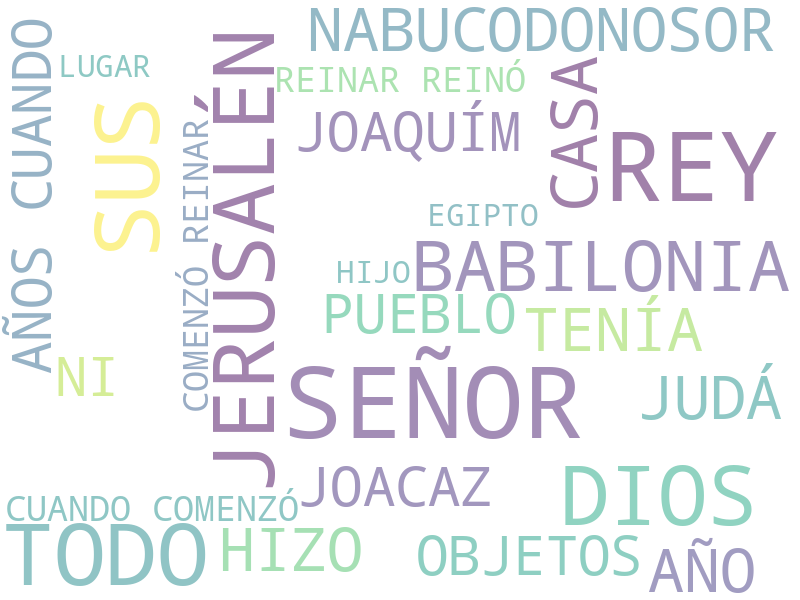 NABUCODONOSOR
LUGAR
REINAR REINÓ
AÑOS CUANDO
SUS
JERUSALÉN
COMENZÓ REINAR
JOAQUÍM
CASA
REY
EGIPTO
HIJO
BABILONIA
PUEBLO
TENÍA
NI
SEÑOR
JUDÁ
JOACAZ
DIOS
CUANDO COMENZÓ
TODO
HIZO
OBJETOS
AÑO